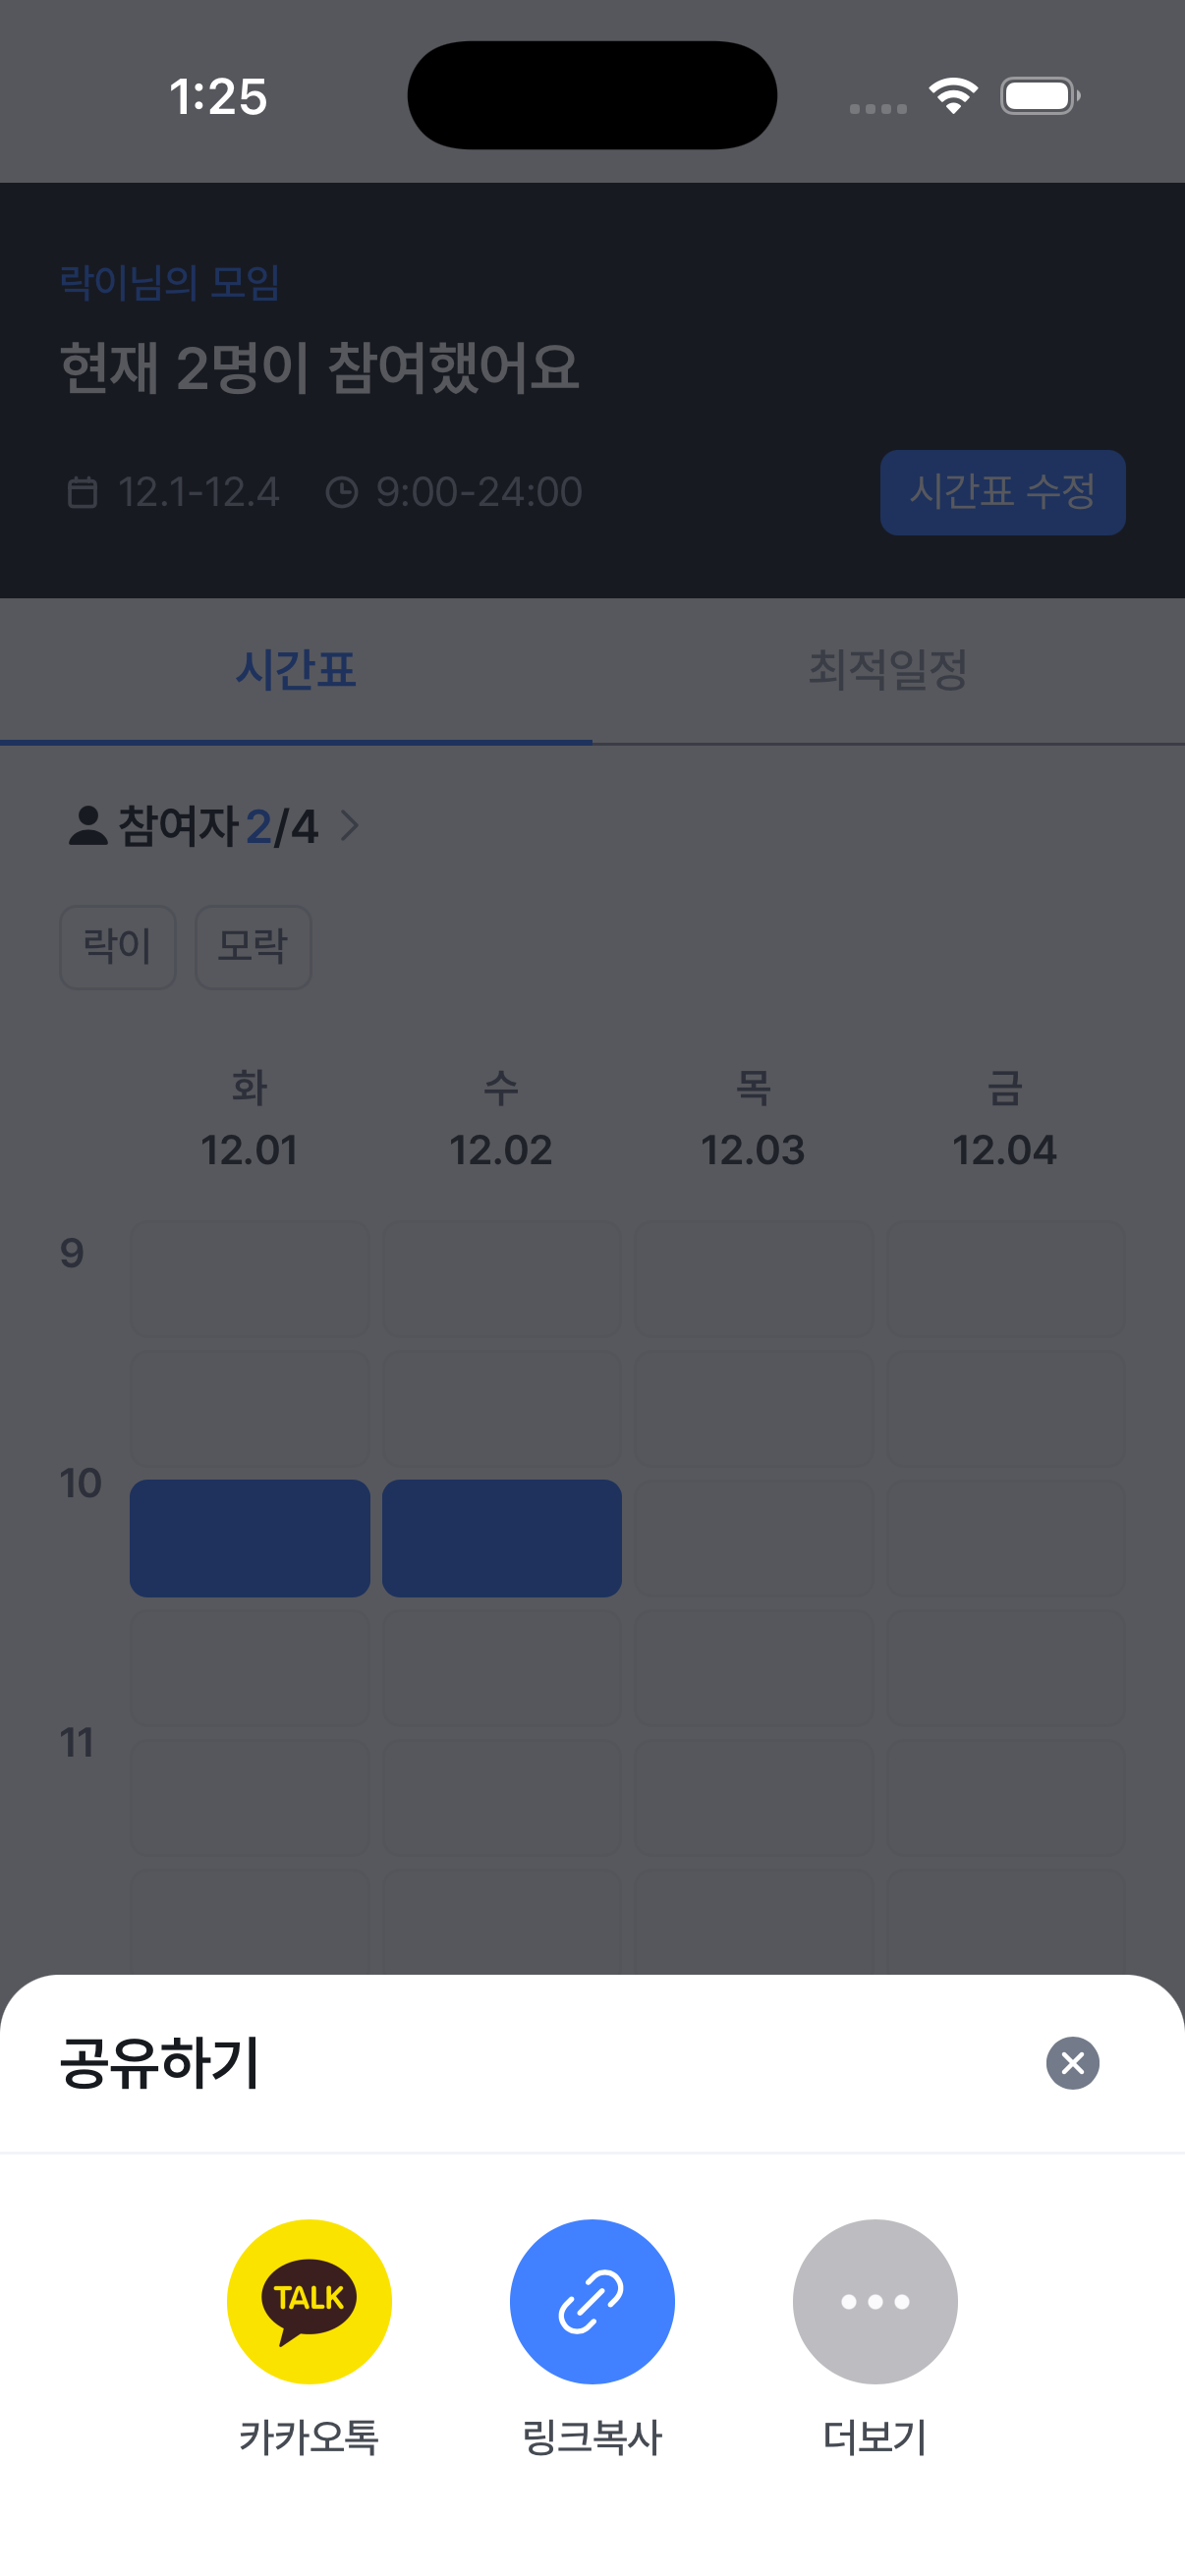 1:25
락이님의 모임
현재 2명이 참여했어요
12.1-12.4 9:00-24:00 시간표 수정
시간표 최적일정
참여자 2/4
락이 모락
화 수 목 금
12.01 12.02 12.03 12.04
9
10
11
공유하기
TALK
카카오톡 링크복사 더보기